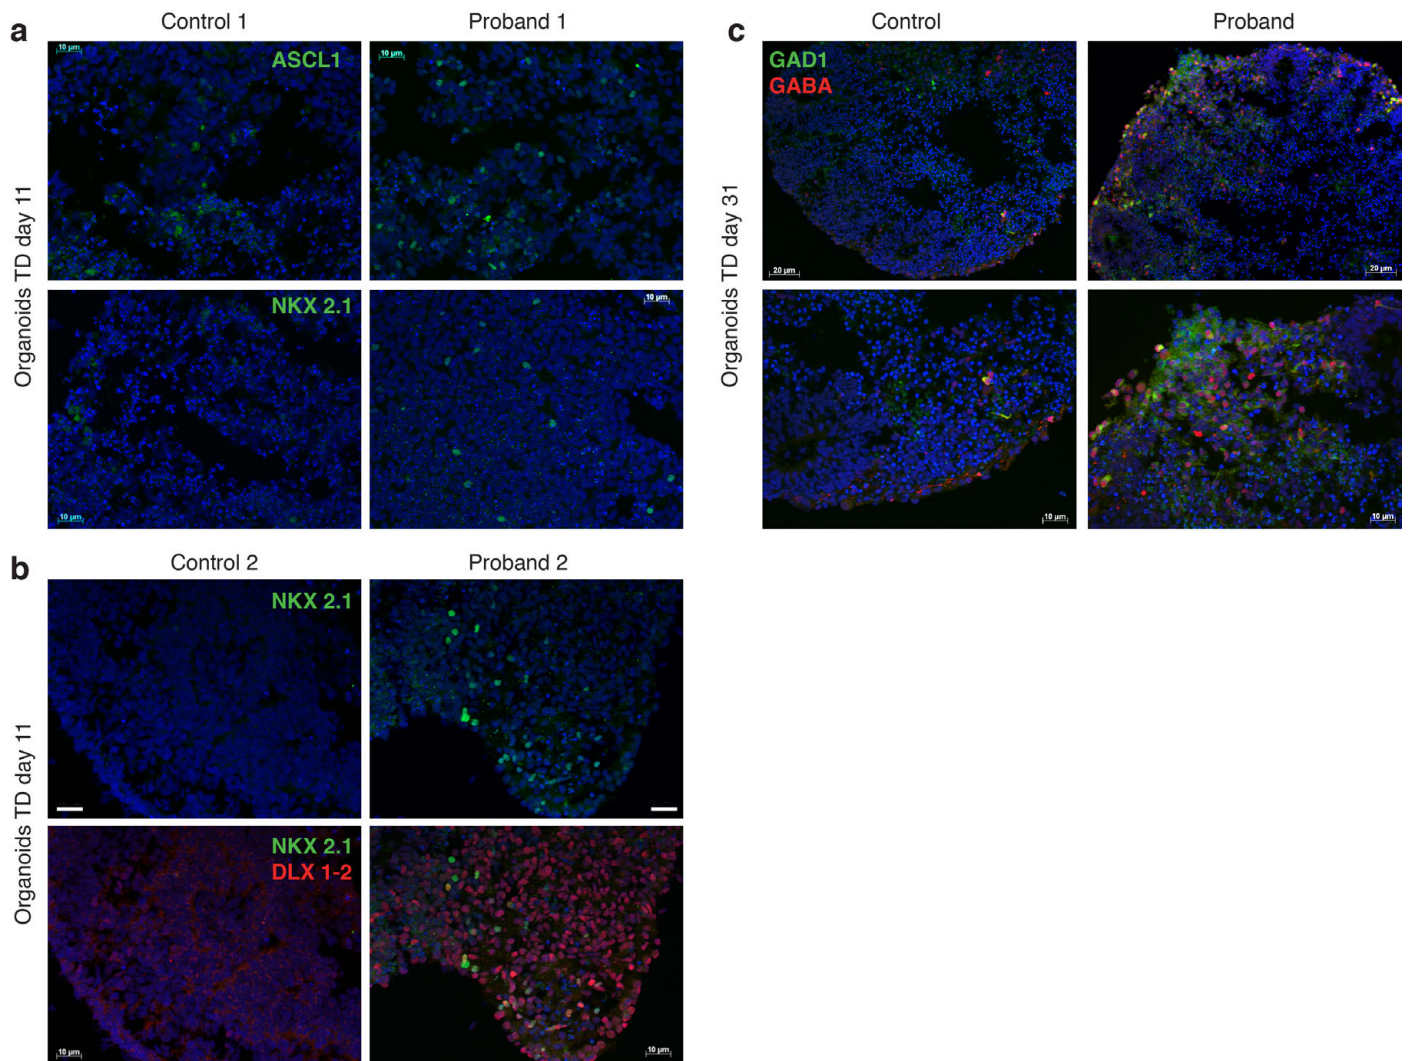 a
Control 1
Proband 1
Organoids TD day 11
10 µm
ASCL1
10 µm
NKX 2.1
10 µm
10 µm
b
Control 2
Proband 2
Organoids TD day 11
NKX 2.1
NKX 2.1
DLX 1-2
10 µm
10 µm
c
Control
Proband
Organoids TD day 31
GAD1
GABA
20 µm
20 µm
10 µm
10 µm